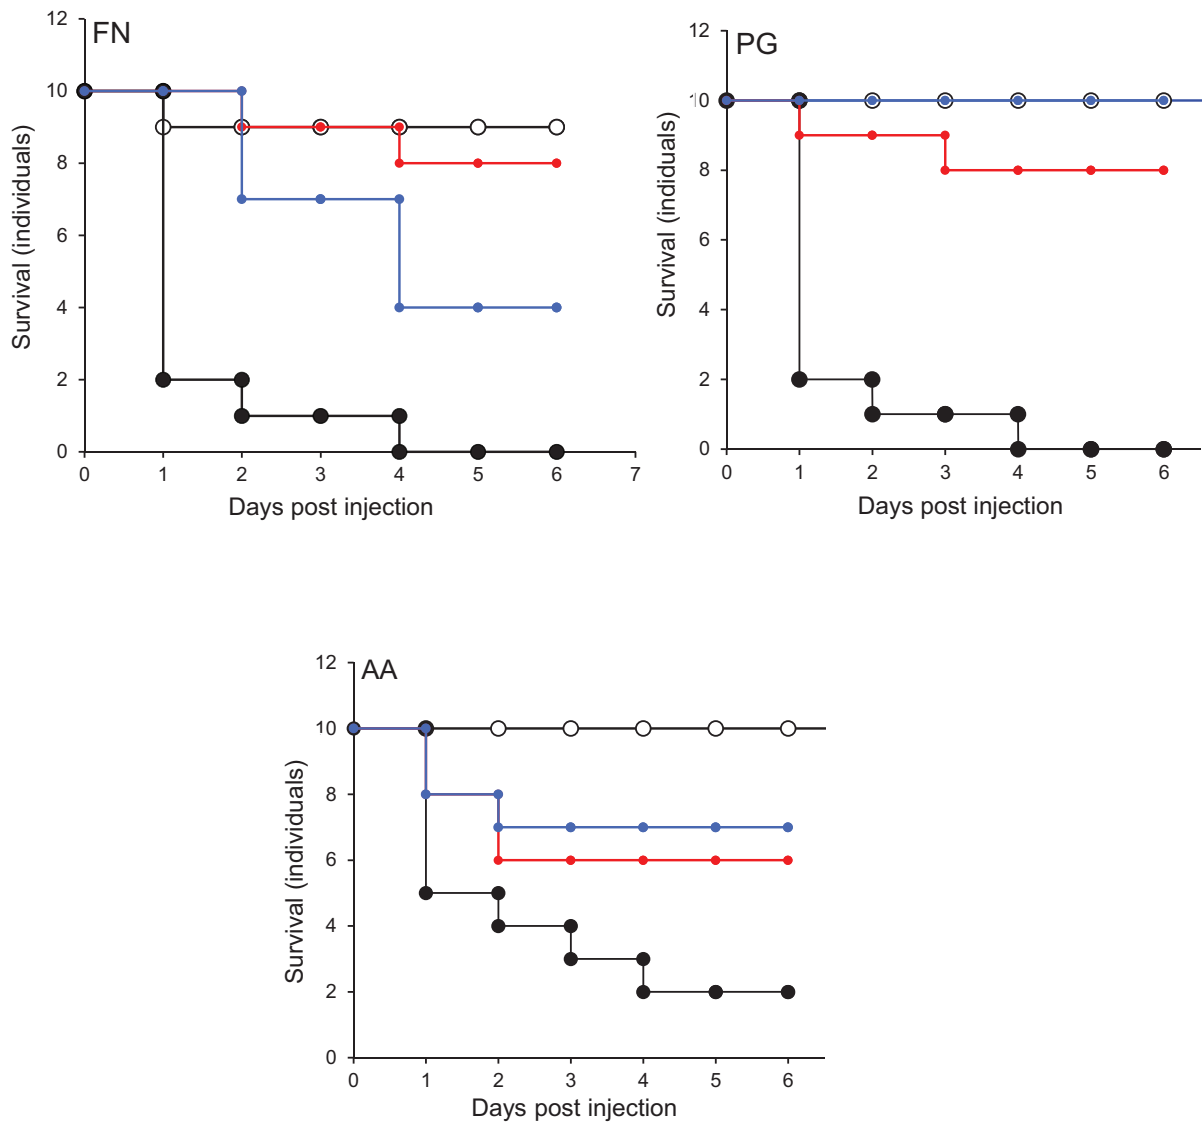 FN
12
10
8
6
4
2
0
0 1 2 3 4 5 6 7
Survival (individuals)
Days post injection
PG
12
10
8
6
4
2
0
0 1 2 3 4 5 6
Survival (indiduals)
Days post injection
AA
12
10
8
6
4
2
0
0 1 2 3 4 5 6
Survival (individuals)
Days post injection